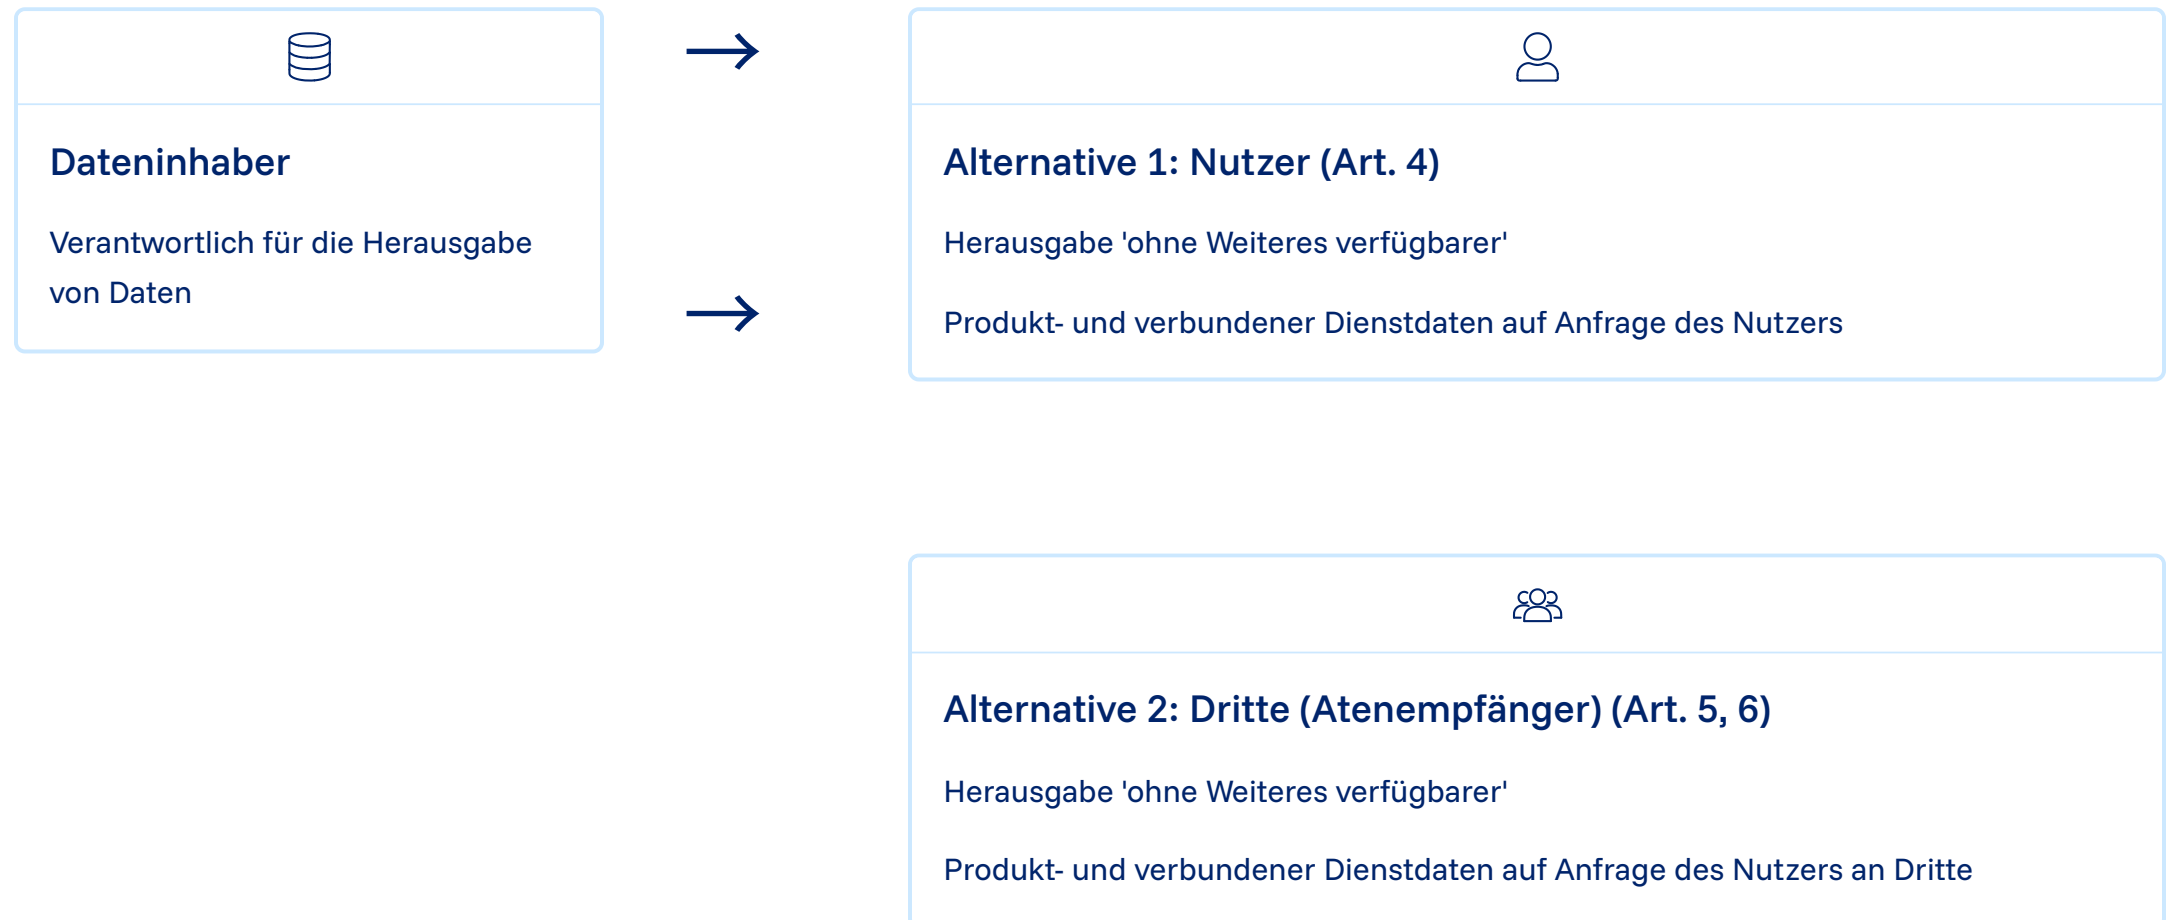 Dateninhaber
Verantwortlich für die Herausgabe
von Daten
Alternative 1: Nutzer (Art. 4)
Herausgabe 'ohne Weiteres verfügbarer'
Produkt- und verbundener Dienstdaten auf Anfrage des Nutzers
Alternative 2: Dritte (Atenempfänger) (Art. 5, 6)
Herausgabe 'ohne Weiteres verfügbarer'
Produkt- und verbundener Dienstdaten auf Anfrage des Nutzers an Dritte